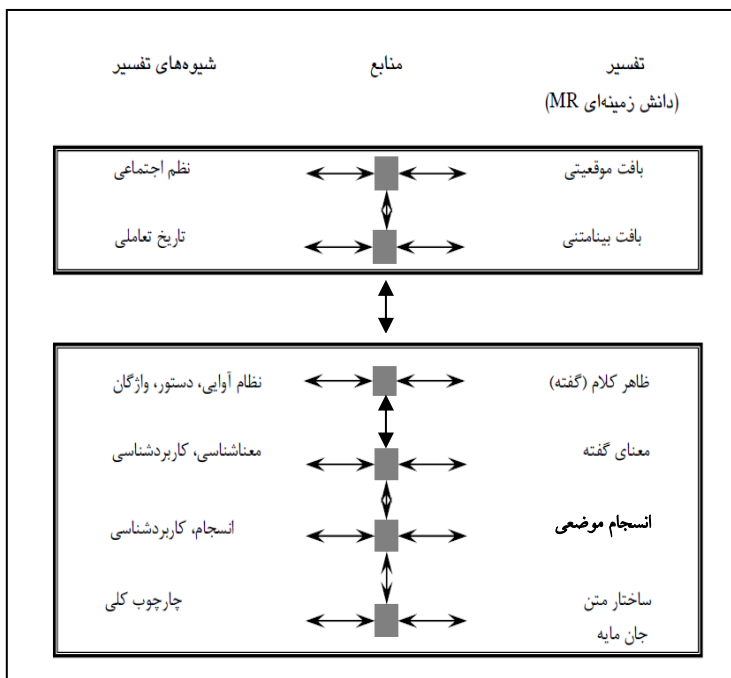 تفسیر منابع شیوه‌های تفسیر
(دانش زمینه‌ای MR)
بافت موقعیتی نظم اجتماعی
بافت بینامتنی تاریخ تعاملی
ظاهر کلام (گفته) نظام آوایی، دستور، واژگان
معنای گفته معناشناسی، کاربردشناسی
انسجام موضعی انسجام، کاربردشناسی
ساختار متن چارچوب کلی
جان مایه